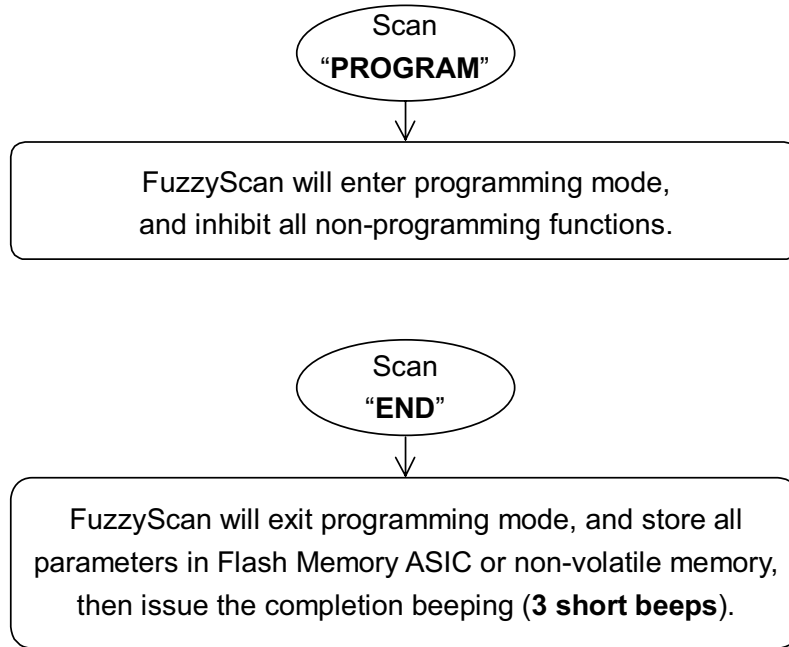 Scan
“PROGRAM”
FuzzyScan will enter programming mode,
and inhibit all non-programming functions.
Scan
“END”
FuzzyScan will exit programming mode, and store all
parameters in Flash Memory ASIC or non-volatile memory,
then issue the completion beeping (3 short beeps).